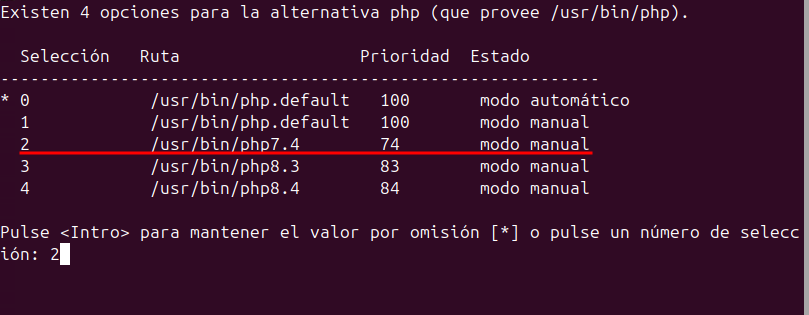 Existen 4 opciones para la alternativa php (que provee /usr/bin/php).
Selección Ruta Prioridad Estado
------------------------------------------------------------
* 0 /usr/bin/php.default 100 modo automático
1 /usr/bin/php.default 100 modo manual
2 /usr/bin/php7.4 74 modo manual
3 /usr/bin/php8.3 83 modo manual
4 /usr/bin/php8.4 84 modo manual
Pulse <Intro> para mantener el valor por omisión [*] o pulse un número de selecc
ión: 2